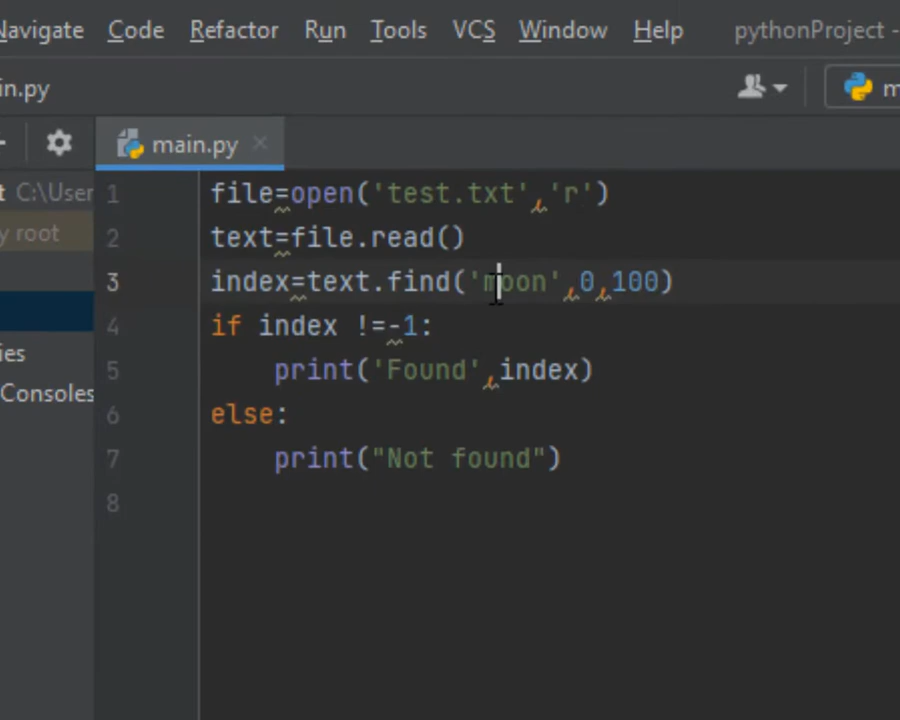 Navigate Code Refactor Run Tools VCS Window Help pythonProject -
in.py m
main.py
t C:\User
y root
ies
Consoles
1 file=open('test.txt','r')
2 text=file.read()
3 index=text.find('moon',0,100)
4 if index !=-1:
5 print('Found',index)
6 else:
7 print("Not found")
8